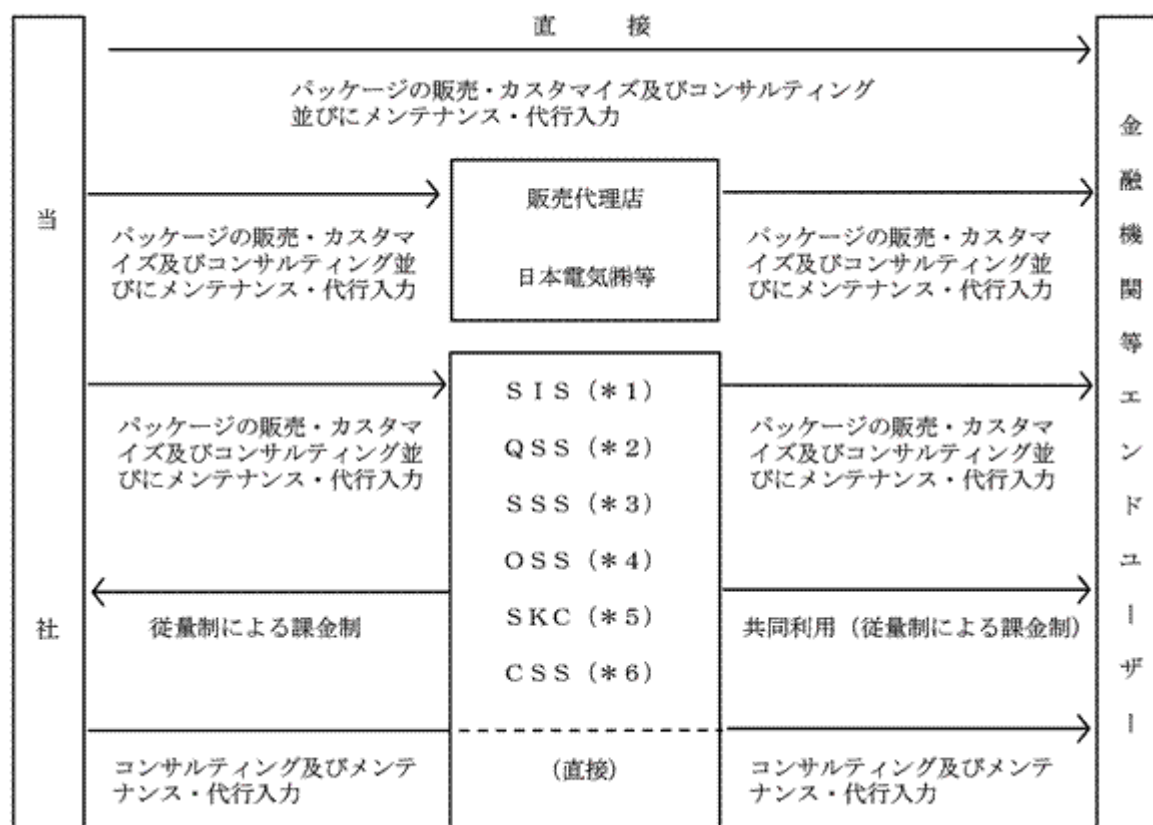 直 接
パッケージの販売・カスタマイズ及びコンサルティング
並びにメンテナンス・代行入力
当社
金融機関等エンドユーザー
販売代理店
日本電気㈱等
パッケージの販売・カスタマ
イズ及びコンサルティング並
びにメンテナンス・代行入力
パッケージの販売・カスタマ
イズ及びコンサルティング並
びにメンテナンス・代行入力
SIS(*1)
QSS(*2)
SSS(*3)
OSS(*4)
SKC(*5)
CSS(*6)
パッケージの販売・カスタマ
イズ及びコンサルティング並
びにメンテナンス・代行入力
パッケージの販売・カスタマ
イズ及びコンサルティング並
びにメンテナンス・代行入力
従量制による課金制
共同利用(従量制による課金制)
コンサルティング及びメンテ
ナンス・代行入力
(直接)
コンサルティング及びメンテ
ナンス・代行入力